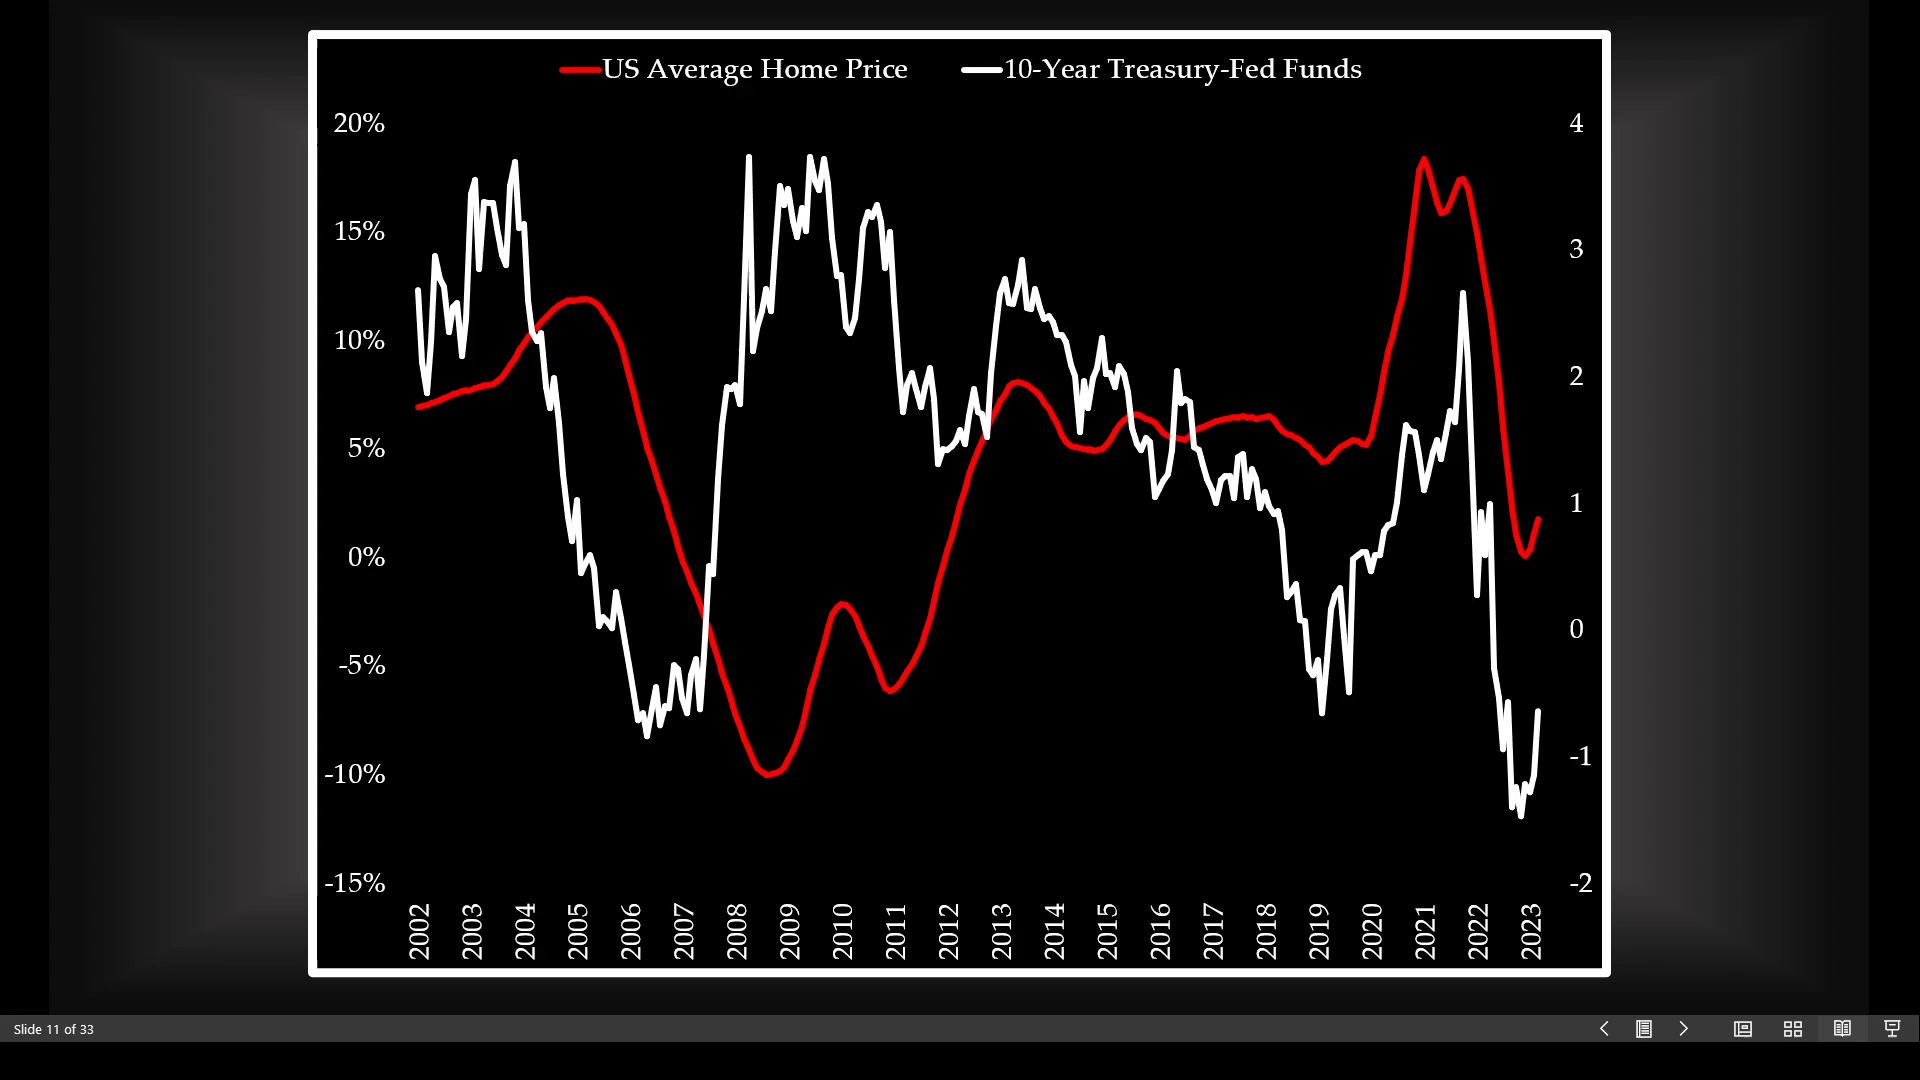 US Average Home Price 10-Year Treasury-Fed Funds
20% 4
15% 3
10% 2
5% 1
0% 0
-5% -1
-10% -2
-15%
2002 2003 2004 2005 2006 2007 2008 2009 2010 2011 2012 2013 2014 2015 2016 2017 2018 2019 2020 2021 2022 2023
Slide 11 of 33